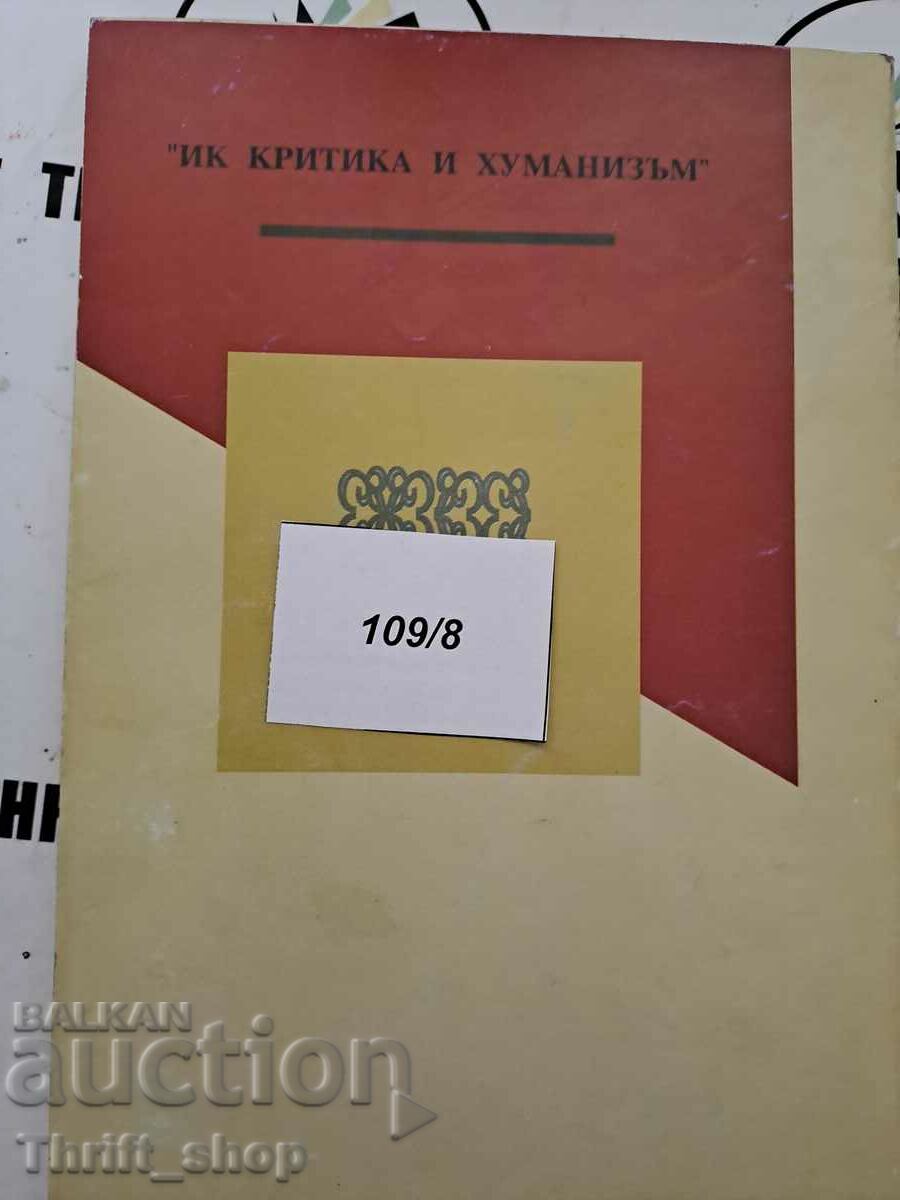 "ИК КРИТИКА И ХУМАНИЗЪМ"
109/8
BALKAN
auction
Thrift_shop